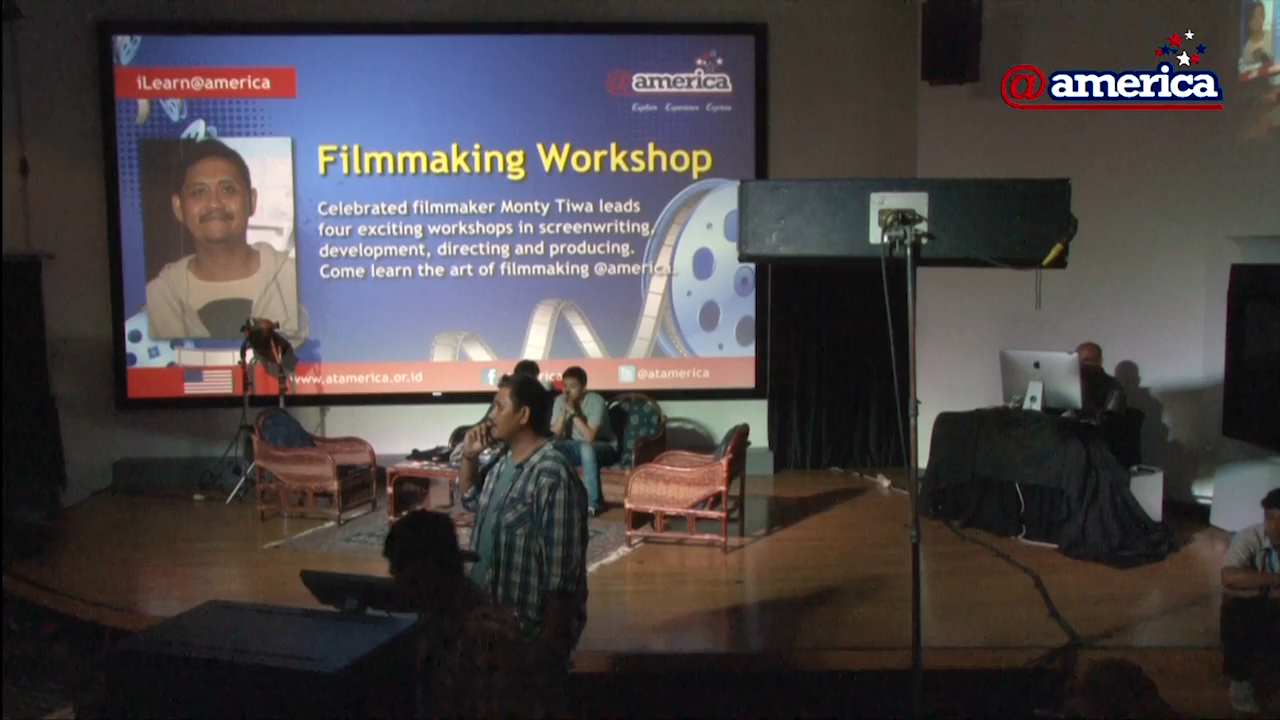 iLearn@america
@america
Explore Experience Express
Filmmaking Workshop
Celebrated filmmaker Monty Tiwa leads
four exciting workshops in screenwriting,
development, directing and producing.
Come learn the art of filmmaking @america.
www.atamerica.or.id
@atamerica
@america